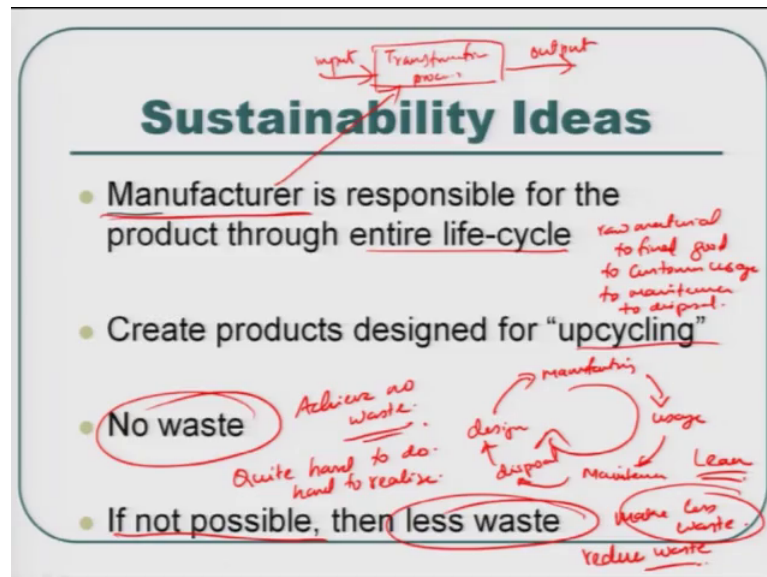 input
Transformation
process
output
Sustainability Ideas
Manufacturer is responsible for the
product through entire life-cycle
raw material
to final good
to customer usage
to
to disposal.
Create products designed for “upcycling”
manufacturing
usage
design
disposal
No waste
Achieve no
waste.
Quite hard to do.
hard to realise.
Lean
If not possible, then less waste
make less
waste.
reduce waste